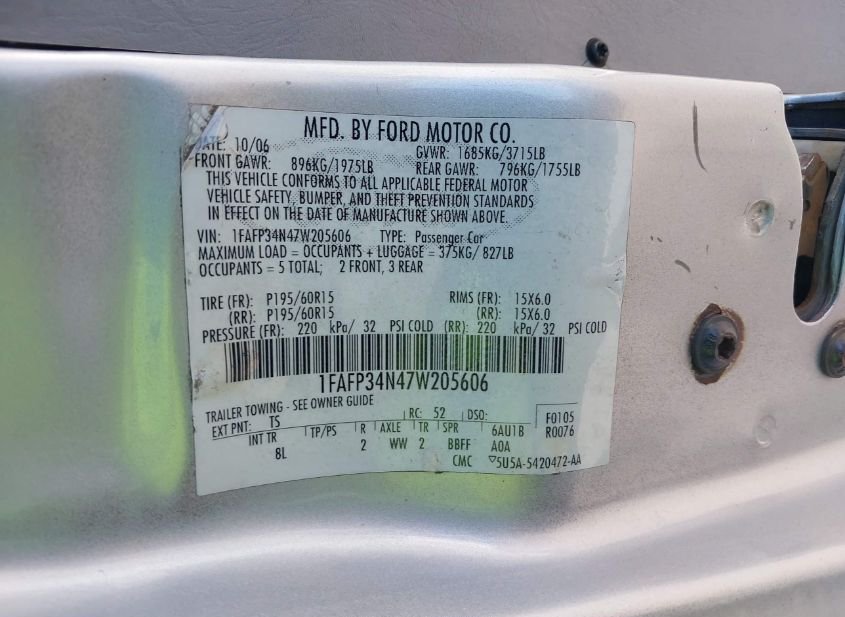 MFD. BY FORD MOTOR CO.
DATE: 10/06 GVWR: 1685KG/3715LB
FRONT GAWR: 896KG/1975LB REAR GAWR: 796KG/1755LB
THIS VEHICLE CONFORMS TO ALL APPLICABLE FEDERAL MOTOR
VEHICLE SAFETY, BUMPER, AND THEFT PREVENTION STANDARDS
IN EFFECT ON THE DATE OF MANUFACTURE SHOWN ABOVE.
VIN: 1FAFP34N47W205606 TYPE: Passenger Car
MAXIMUM LOAD = OCCUPANTS + LUGGAGE = 375KG/ 827LB
OCCUPANTS = 5 TOTAL; 2 FRONT, 3 REAR
TIRE (FR): P195/60R15 RIMS (FR): 15X6.0
(RR): P195/60R15 (RR): 15X6.0
PRESSURE (FR): 220 kPa/ 32 PSI COLD (RR): 220 kPa/ 32 PSI COLD
1FAFP34N47W205606
TRAILER TOWING - SEE OWNER GUIDE
RC: 52 DSO: F0105
EXT PNT: TS R0076
INT TR TP/PS R AXLE TR SPR 6AU1B
8L 2 WW 2 BBFF A0A
CMC ▽5U5A-5420472-AA